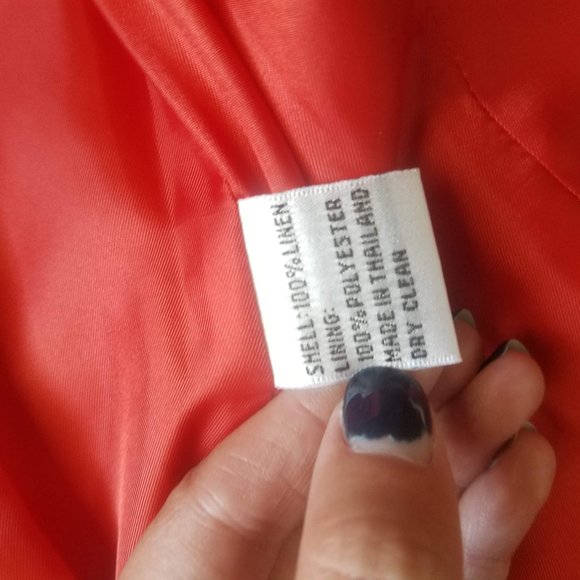 SHELL:100%LINEN
LINING:
100%POLYESTER
MADE IN THAILAND
DRY CLEAN